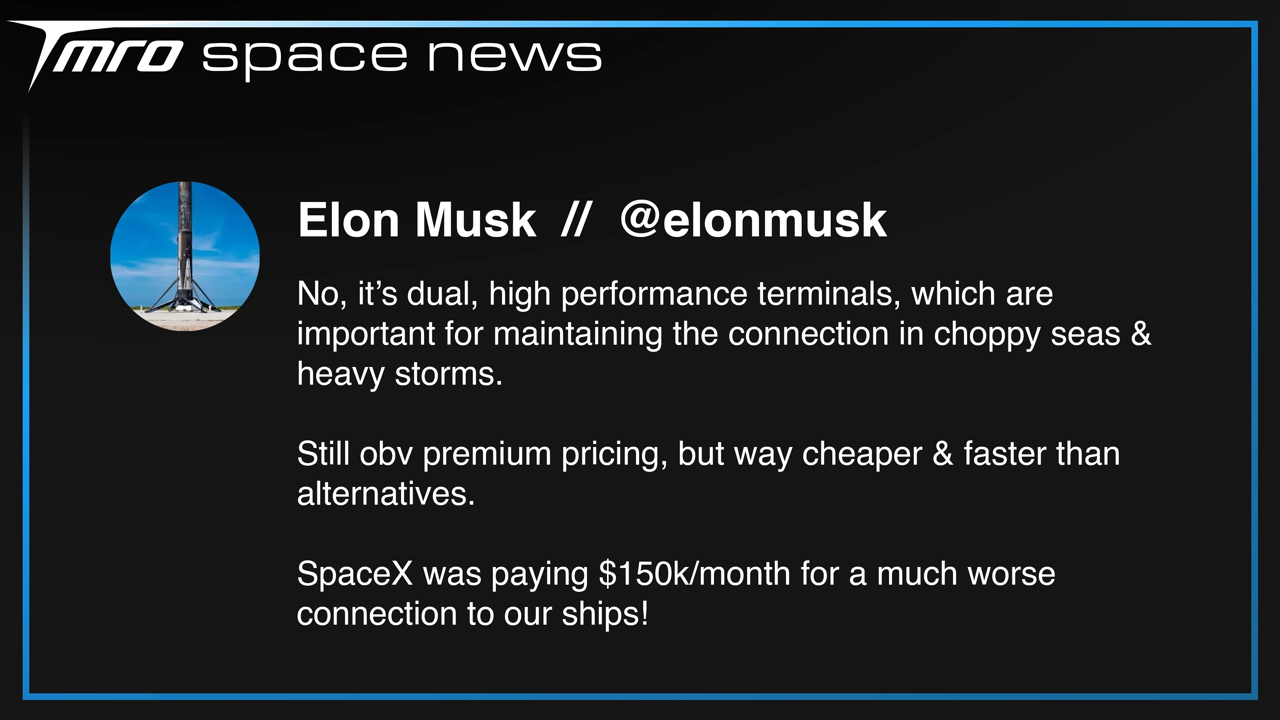 Tmro space news
Elon Musk // @elonmusk
No, it’s dual, high performance terminals, which are
important for maintaining the connection in choppy seas &
heavy storms.
Still obv premium pricing, but way cheaper & faster than
alternatives.
SpaceX was paying $150k/month for a much worse
connection to our ships!